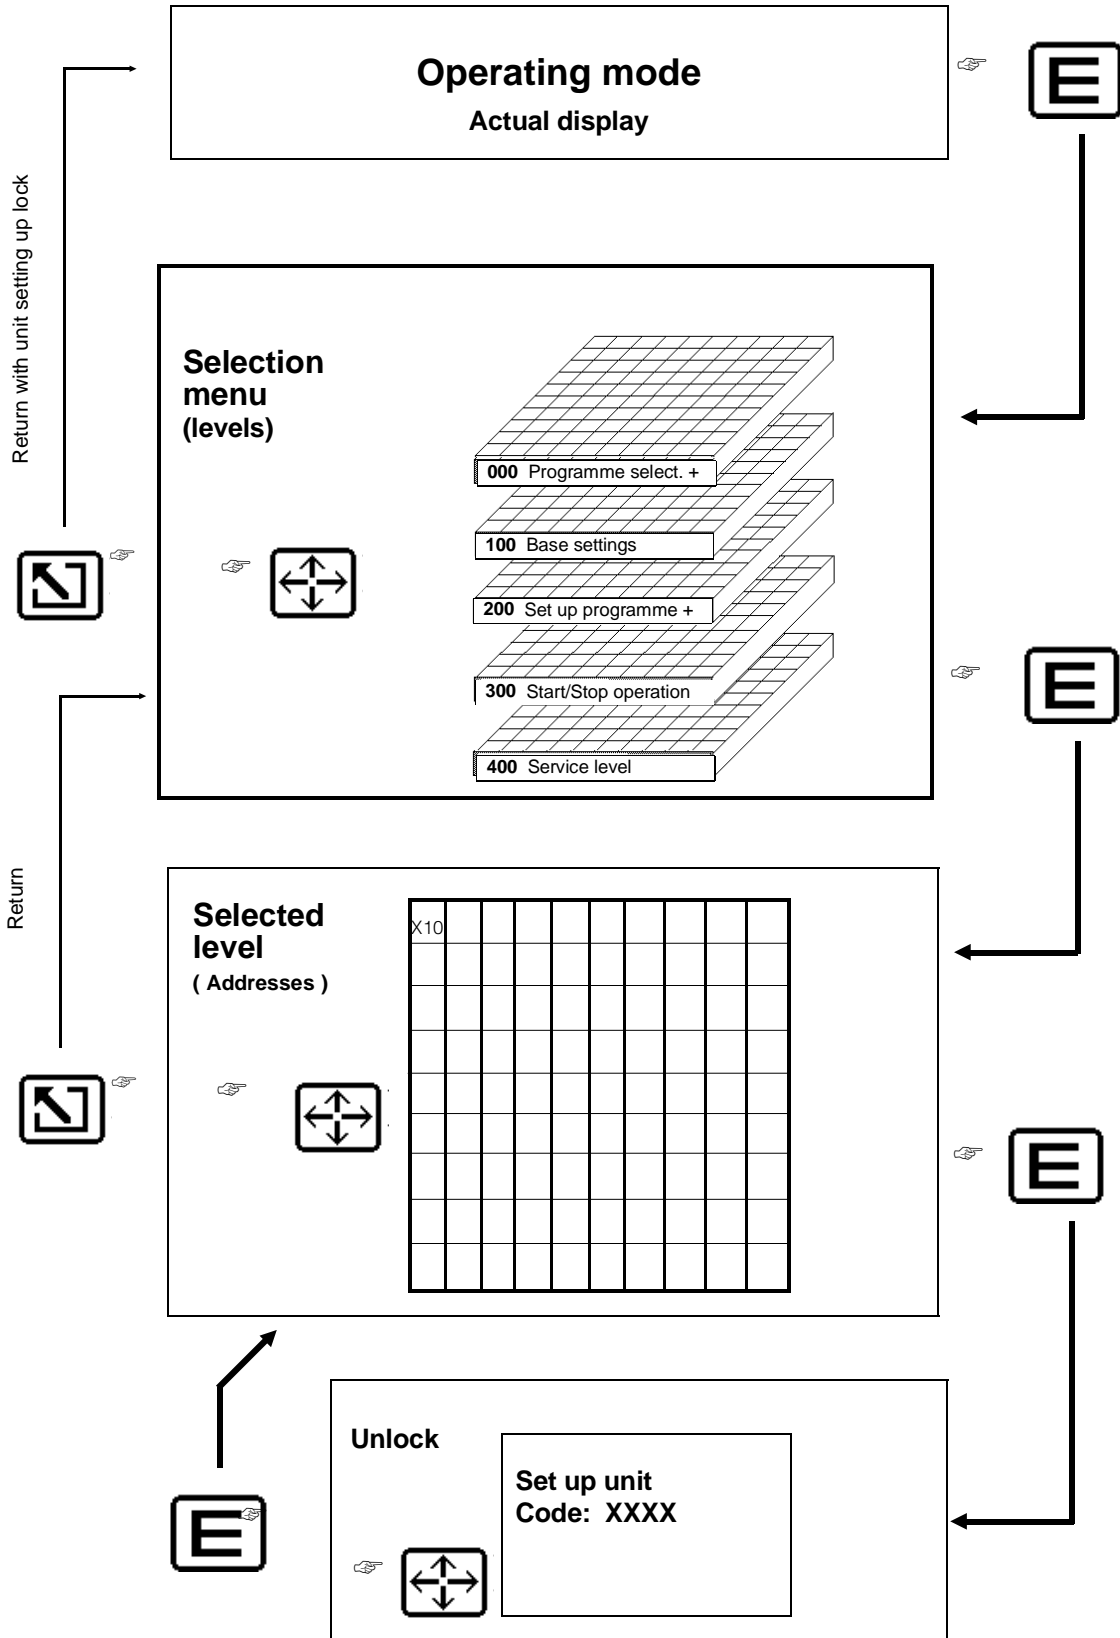 Operating mode
Actual display
E
Return with unit setting up lock
Selection
menu
(levels)
000 Programme select. +
100 Base settings
200 Set up programme +
300 Start/Stop operation
400 Service level
E
Return
Selected
level
( Addresses )
X10
E
Unlock
Set up unit
Code: XXXX
E